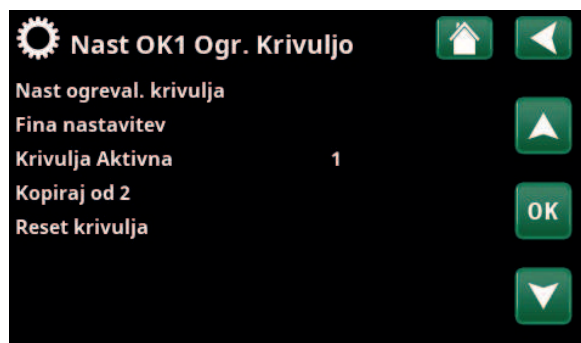 Nast OK1 Ogr. Krivuljo
Nast ogreval. krivulja
Fina nastavitev
Krivulja Aktivna 1
Kopiraj od 2
OK
Reset krivulja